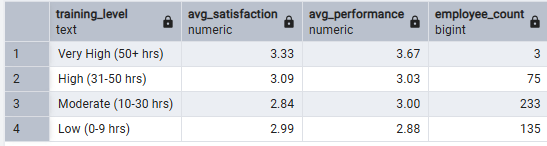 training_level avg_satisfaction avg_performance employee_count
text numeric numeric bigint
1 Very High (50+ hrs) 3.33 3.67 3
2 High (31-50 hrs) 3.09 3.03 75
3 Moderate (10-30 hrs) 2.84 3.00 233
4 Low (0-9 hrs) 2.99 2.88 135